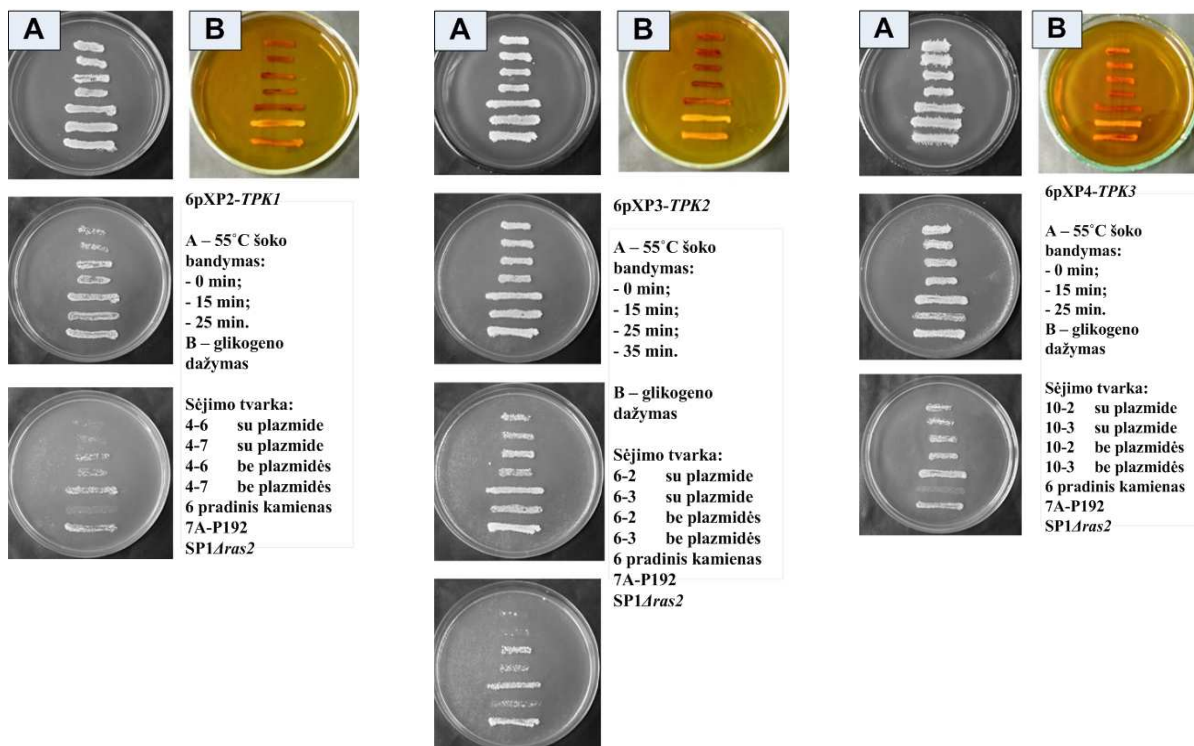 A
B
6pXP2-TPK1
A – 55˚C šoko
bandymas:
- 0 min;
- 15 min;
- 25 min.
B – glikogeno
dažymas
Sėjimo tvarka:
4-6 su plazmide
4-7 su plazmide
4-6 be plazmidės
4-7 be plazmidės
6 pradinis kamienas
7A-P192
SP1Δras2
A
B
6pXP3-TPK2
A – 55˚C šoko
bandymas:
- 0 min;
- 15 min;
- 25 min;
- 35 min.
B – glikogeno
dažymas
Sėjimo tvarka:
6-2 su plazmide
6-3 su plazmide
6-2 be plazmidės
6-3 be plazmidės
6 pradinis kamienas
7A-P192
SP1Δras2
A
B
6pXP4-TPK3
A – 55˚C šoko
bandymas:
- 0 min;
- 15 min;
- 25 min.
B – glikogeno
dažymas
Sėjimo tvarka:
10-2 su plazmide
10-3 su plazmide
10-2 be plazmidės
10-3 be plazmidės
6 pradinis kamienas
7A-P192
SP1Δras2